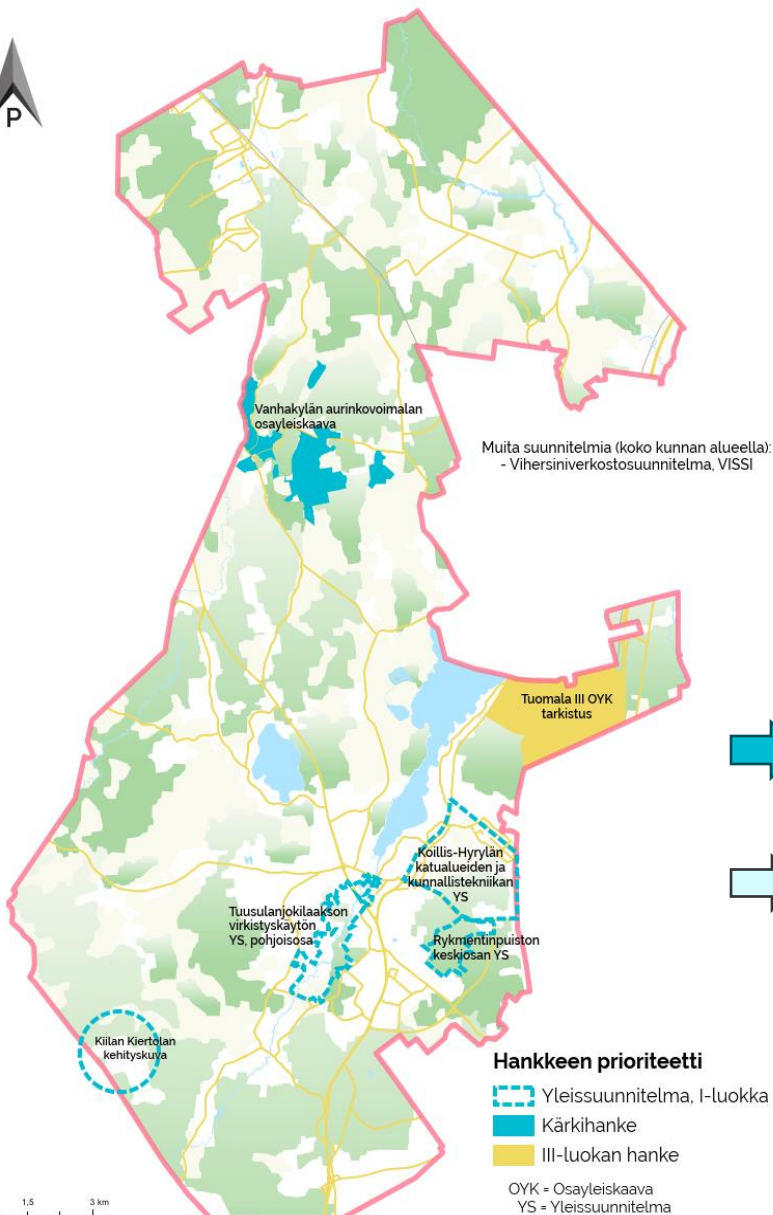 P
Vanhakylän aurinkovoimalan
osayleiskaava
Muita suunnitelmia (koko kunnan alueella):
- Vihersiniverkostosuunnitelma, VISSI
Tuomala III OYK
tarkistus
Koillis-Hyrylän
katualueiden ja
kunnallistekniikan
YS
Tuusulanjokilaakson
virkistyskäytön
YS, pohjoisosa
Rykmentinpuiston
keskiosan YS
Kiilan Kiertolan
kehityskuva
Hankkeen prioriteetti
Yleissuunnitelma, I-luokka
Kärkihanke
III-luokan hanke
OYK = Osayleiskaava
YS = Yleissuunnitelma
1,5 3 km